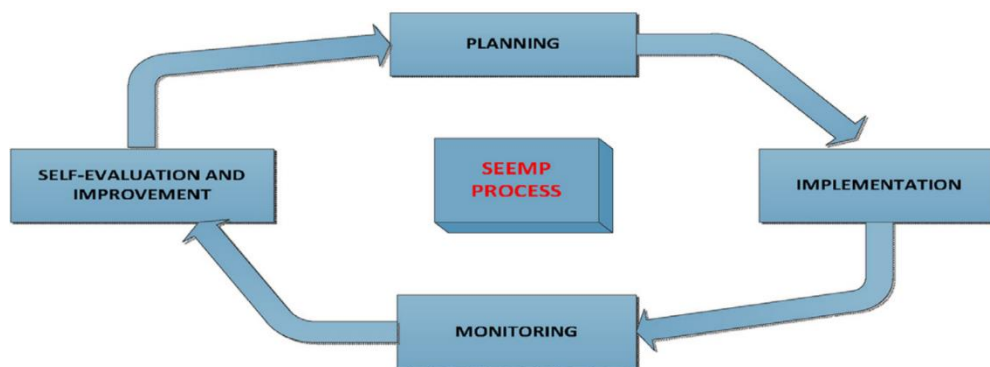 PLANNING
SELF-EVALUATION AND
IMPROVEMENT
SEEMP
PROCESS
IMPLEMENTATION
MONITORING